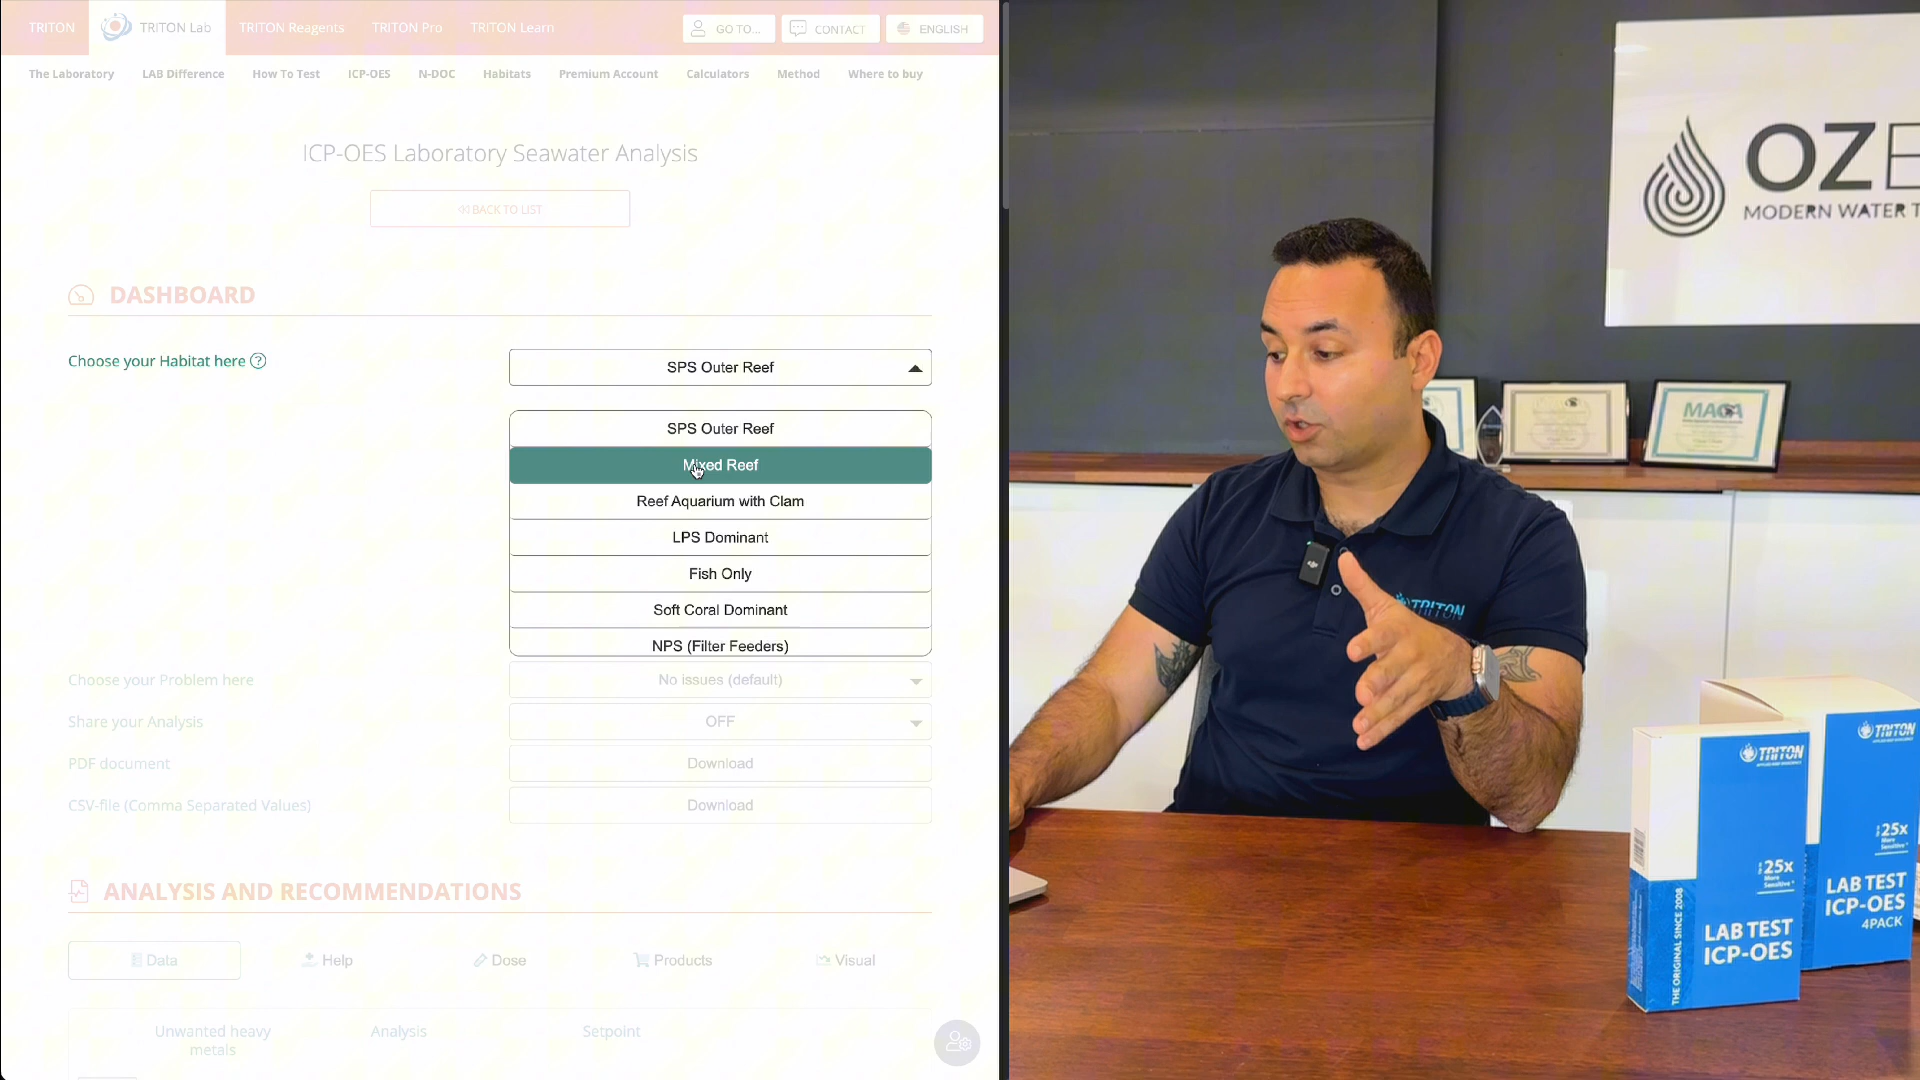 TRITON
TRITON Lab
TRITON Reagents
TRITON Pro
TRITON Learn
GO TO...
CONTACT
ENGLISH
The Laboratory
LAB Difference
How To Test
ICP-OES
N-DOC
Habitats
Premium Account
Calculators
Method
Where to buy
ICP-OES Laboratory Seawater Analysis
BACK TO LIST
DASHBOARD
Choose your Habitat here ?
SPS Outer Reef
SPS Outer Reef
Mixed Reef
Reef Aquarium with Clam
LPS Dominant
Fish Only
Soft Coral Dominant
NPS (Filter Feeders)
Choose your Problem here
No issues (default)
Share your Analysis
OFF
PDF document
Download
CSV-file (Comma Separated Values)
Download
ANALYSIS AND RECOMMENDATIONS
Data
Help
Dose
Products
Visual
Unwanted heavy
metals
Analysis
Setpoint
OZE
MODERN WATER T
MACA
TRITON
TRITON
25x
More
Sensitive*
LAB TEST
ICP-OES
THE ORIGINAL SINCE 2008
TRITON
25x
More
Sensitive*
LAB TEST
ICP-OES
4PACK